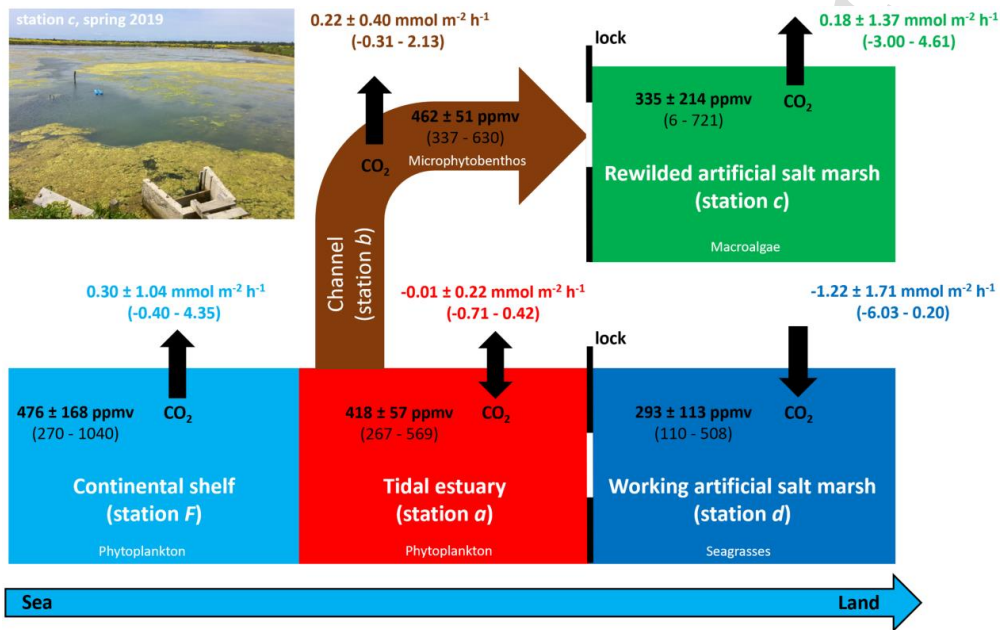 station c, spring 2019
0.22 ± 0.40 mmol m⁻² h⁻¹
(-0.31 - 2.13)
0.18 ± 1.37 mmol m⁻² h⁻¹
(-3.00 - 4.61)
lock
CO₂
462 ± 51 ppmv
(337 - 630)
Microphytobenthos
335 ± 214 ppmv
(6 - 721)
CO₂
Rewilded artificial salt marsh
(station c)
Macroalgae
Channel
(station b)
0.30 ± 1.04 mmol m⁻² h⁻¹
(-0.40 - 4.35)
-0.01 ± 0.22 mmol m⁻² h⁻¹
(-0.71 - 0.42)
-1.22 ± 1.71 mmol m⁻² h⁻¹
(-6.03 - 0.20)
lock
476 ± 168 ppmv
(270 - 1040)
CO₂
Continental shelf
(station F)
Phytoplankton
418 ± 57 ppmv
(267 - 569)
CO₂
Tidal estuary
(station a)
Phytoplankton
293 ± 113 ppmv
(110 - 508)
CO₂
Working artificial salt marsh
(station d)
Seagrasses
Sea
Land